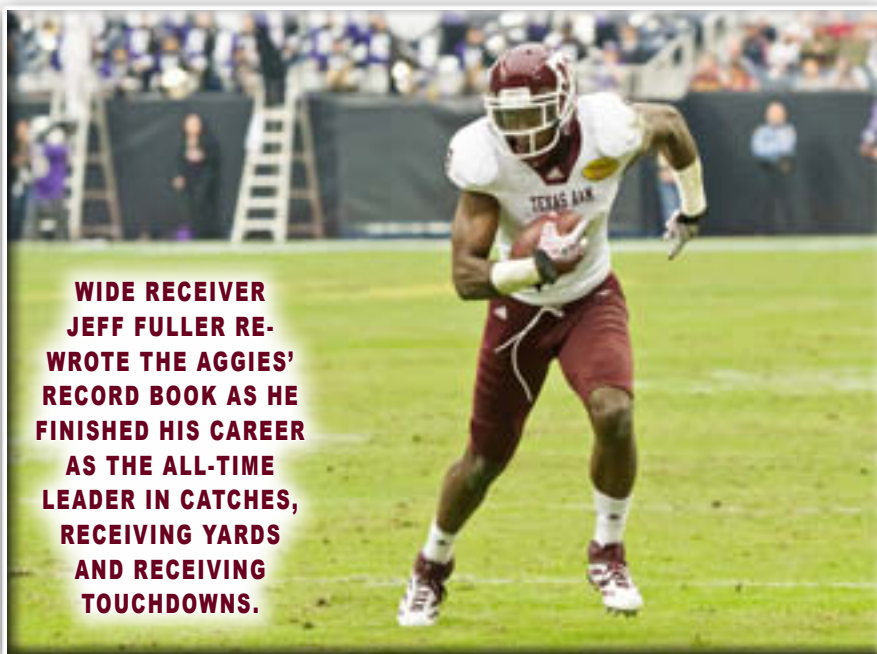 TEXAS A&M
WIDE RECEIVER
JEFF FULLER RE-
WROTE THE AGGIES’
RECORD BOOK AS HE
FINISHED HIS CAREER
AS THE ALL-TIME
LEADER IN CATCHES,
RECEIVING YARDS
AND RECEIVING
TOUCHDOWNS.